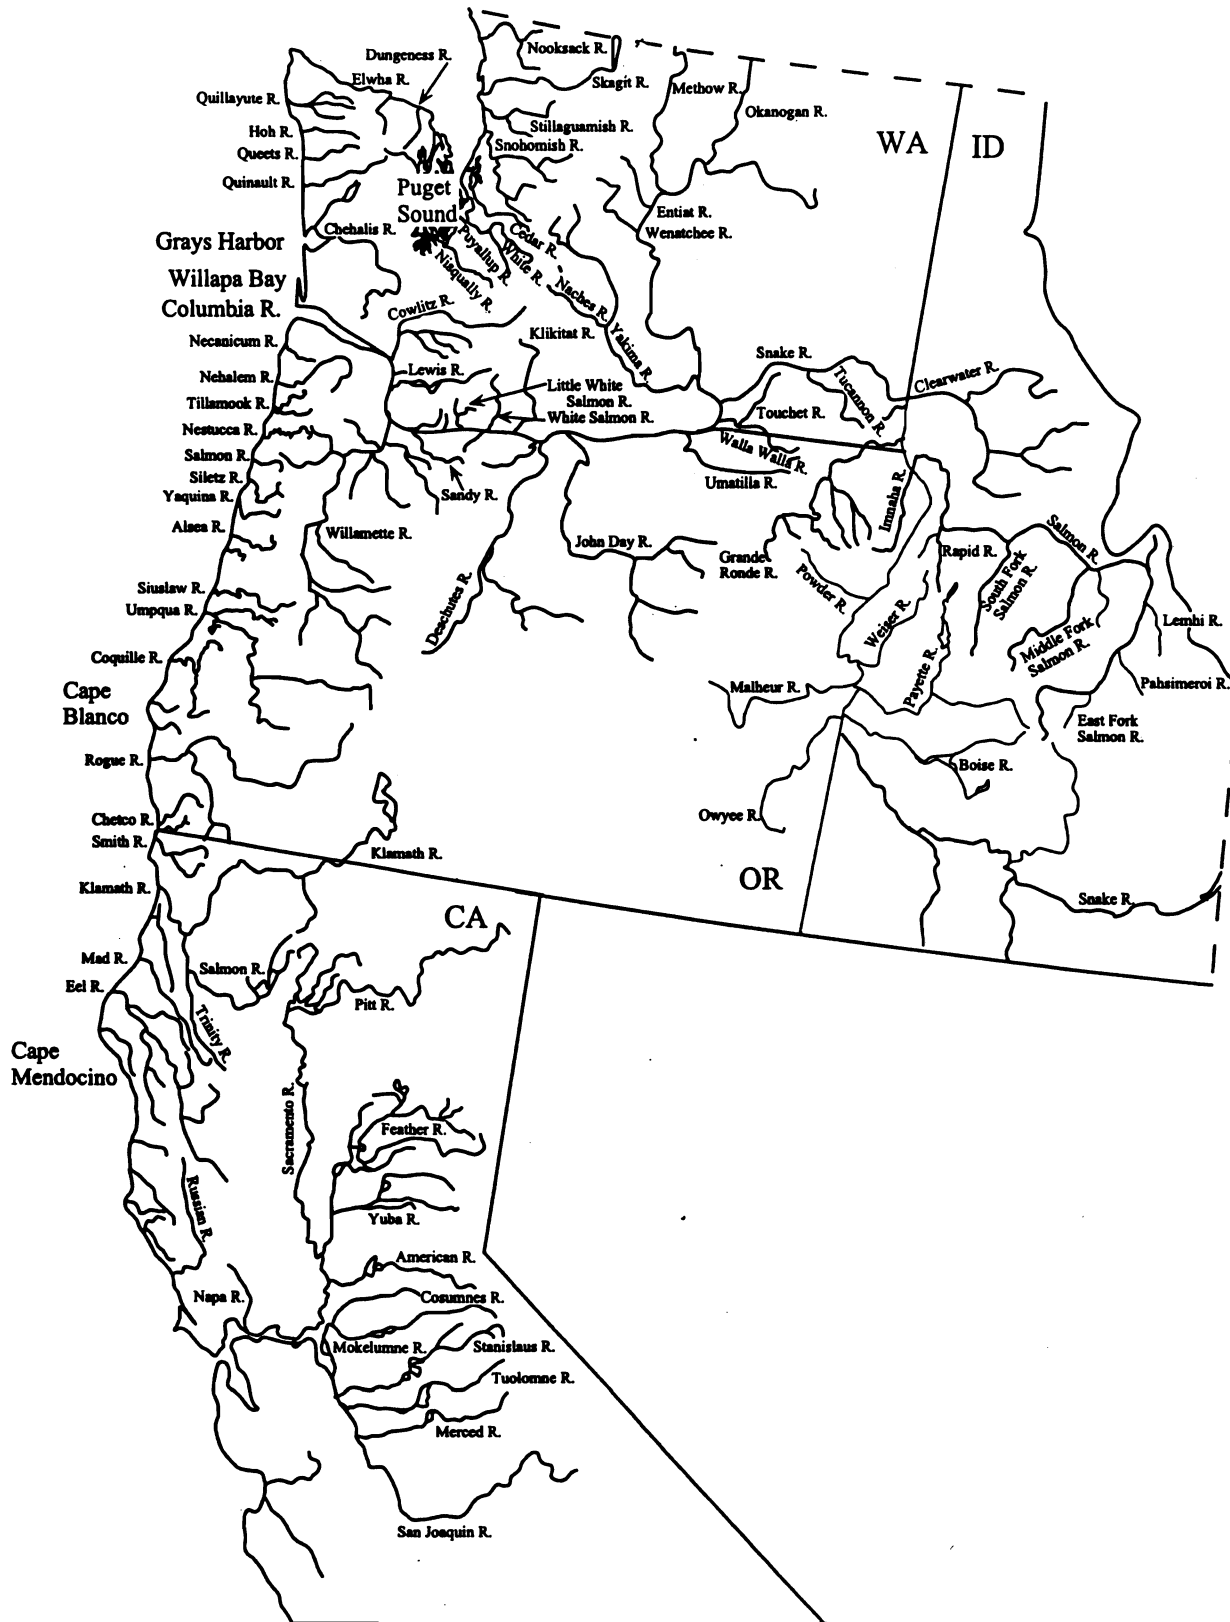 Nooksack R.
Dungeness R.
Elwha R.
Skagit R.
Methow R.
Quillayute R.
Okanogan R.
Stillaguamish R.
Hoh R.
WA
ID
Snohomish R.
Queets R.
Quinault R.
Puget
Sound
Entiat R.
Chehalis R.
Wenatchee R.
Cedar R.
Grays Harbor
Puyallup R.
White R.
Nisqually R.
Willapa Bay
Naches R.
Columbia R.
Cowlitz R.
Klikitat R.
Necanicum R.
Yakima R.
Snake R.
Lewis R.
Clearwater R.
Nehalem R.
Tucannon R.
Little White
Salmon R.
Tillamook R.
White Salmon R.
Touchet R.
Nestucca R.
Walla Walla R.
Salmon R.
Siletz R.
Umatilla R.
Yaquina R.
Sandy R.
Imnaha R.
Alsea R.
Willamette R.
John Day R.
Salmon R.
Grande
Ronde R.
Rapid R.
South Fork
Salmon R.
Siuslaw R.
Powder R.
Umpqua R.
Deschutes R.
Weiser R.
Lemhi R.
Middle Fork
Salmon R.
Coquille R.
Payette R.
Cape
Blanco
Malheur R.
Pahsimeroi R.
East Fork
Salmon R.
Rogue R.
Boise R.
Chetco R.
Owyee R.
Smith R.
Klamath R.
OR
Klamath R.
Snake R.
CA
Mad R.
Salmon R.
Eel R.
Pitt R.
Trinity R.
Cape
Mendocino
Sacramento R.
Feather R.
Russian R.
Yuba R.
American R.
Napa R.
Cosumnes R.
Mokelumne R.
Stanislaus R.
Tuolomne R.
Merced R.
San Joaquin R.